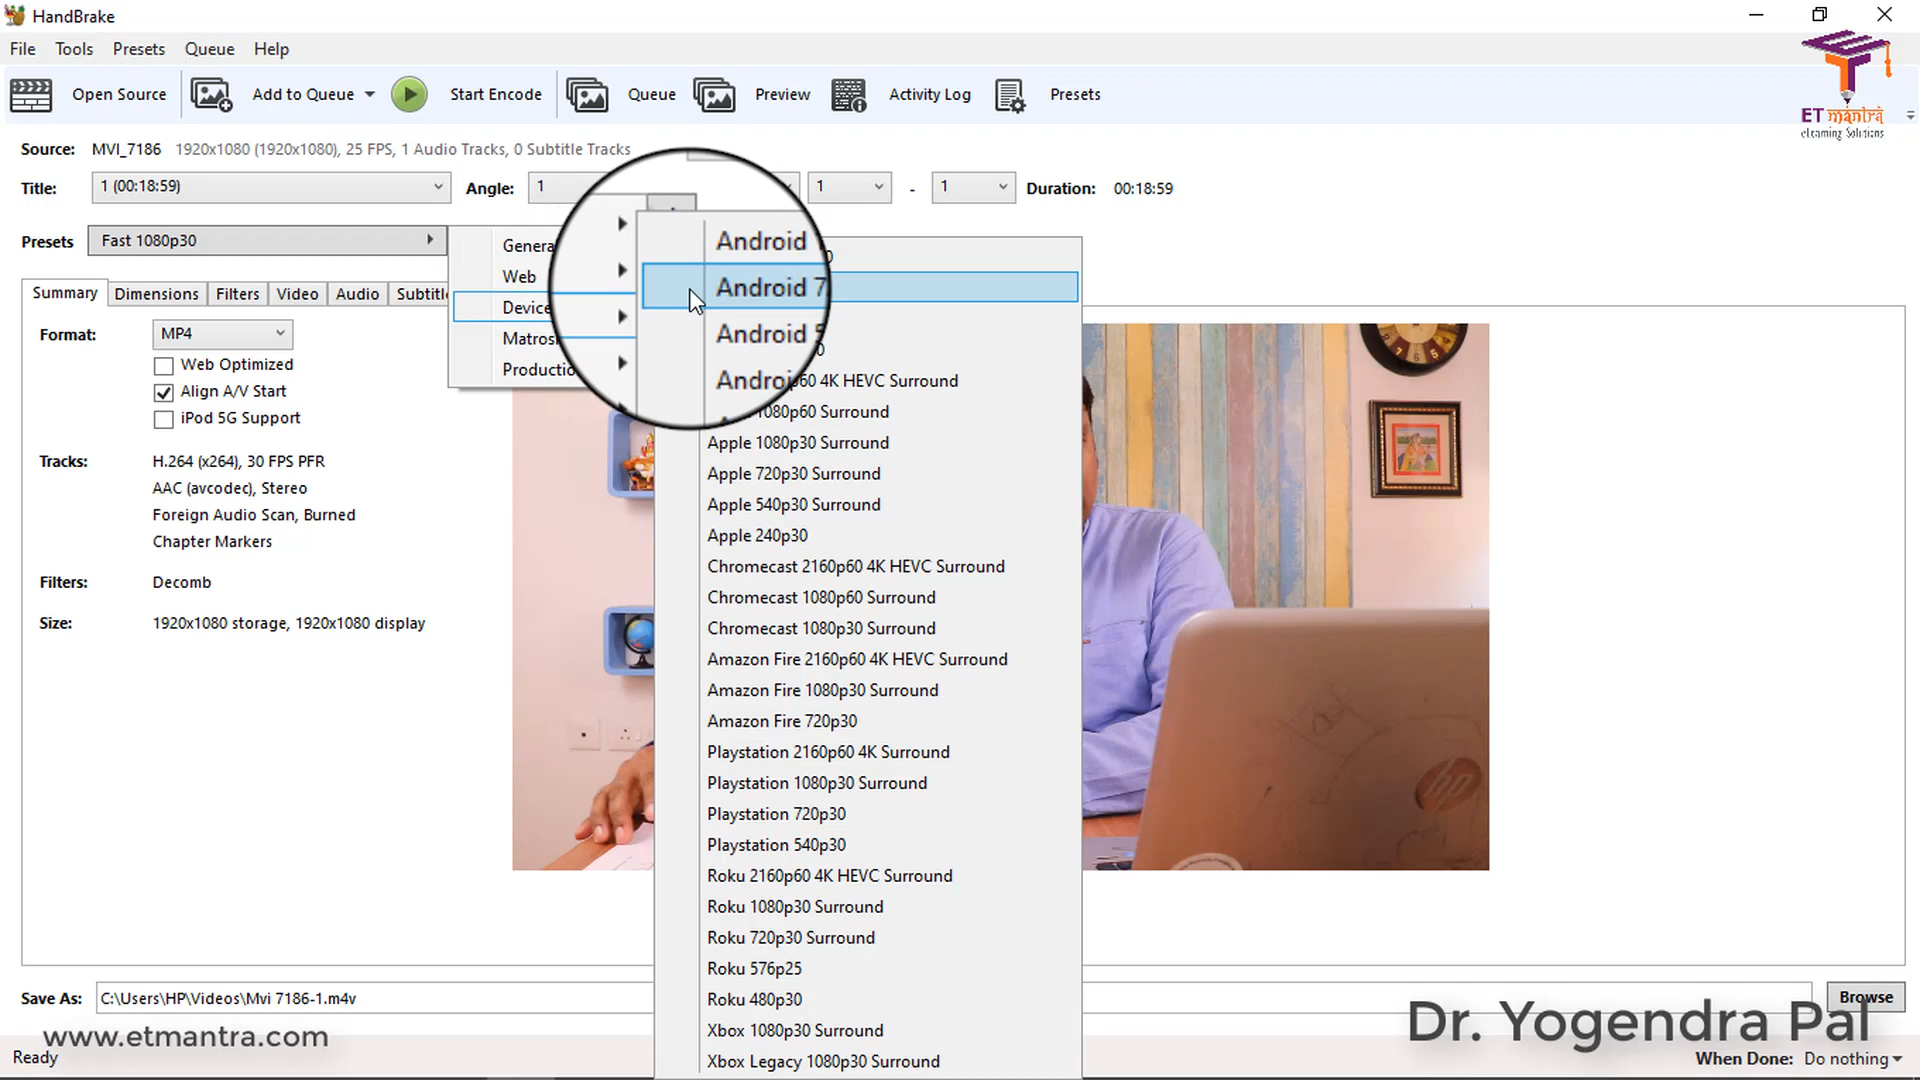 HandBrake
File Tools Presets Queue Help
Open Source Add to Queue Start Encode Queue Preview Activity Log Presets
ET mantra
eLearning Solutions
Source: MVI_7186 1920x1080 (1920x1080), 25 FPS, 1 Audio Tracks, 0 Subtitle Tracks
Title: 1 (00:18:59) Angle: 1 1 - 1 Duration: 00:18:59
Presets Fast 1080p30
Summary Dimensions Filters Video Audio Subtitle
Format: MP4
Web Optimized
Align A/V Start
iPod 5G Support
Tracks: H.264 (x264), 30 FPS PFR
AAC (avcodec), Stereo
Foreign Audio Scan, Burned
Chapter Markers
Filters: Decomb
Size: 1920x1080 storage, 1920x1080 display
Genera
Web
Device
Matros
Productio
Android
Android 7
Android 5
Androi
p60 4K HEVC Surround
1080p60 Surround
Apple 1080p30 Surround
Apple 720p30 Surround
Apple 540p30 Surround
Apple 240p30
Chromecast 2160p60 4K HEVC Surround
Chromecast 1080p60 Surround
Chromecast 1080p30 Surround
Amazon Fire 2160p60 4K HEVC Surround
Amazon Fire 1080p30 Surround
Amazon Fire 720p30
Playstation 2160p60 4K Surround
Playstation 1080p30 Surround
Playstation 720p30
Playstation 540p30
Roku 2160p60 4K HEVC Surround
Roku 1080p30 Surround
Roku 720p30 Surround
Roku 576p25
Roku 480p30
Xbox 1080p30 Surround
Xbox Legacy 1080p30 Surround
hp
Save As: C:\Users\HP\Videos\Mvi 7186-1.m4v Browse
www.etmantra.com
Dr. Yogendra Pal
Ready When Done: Do nothing